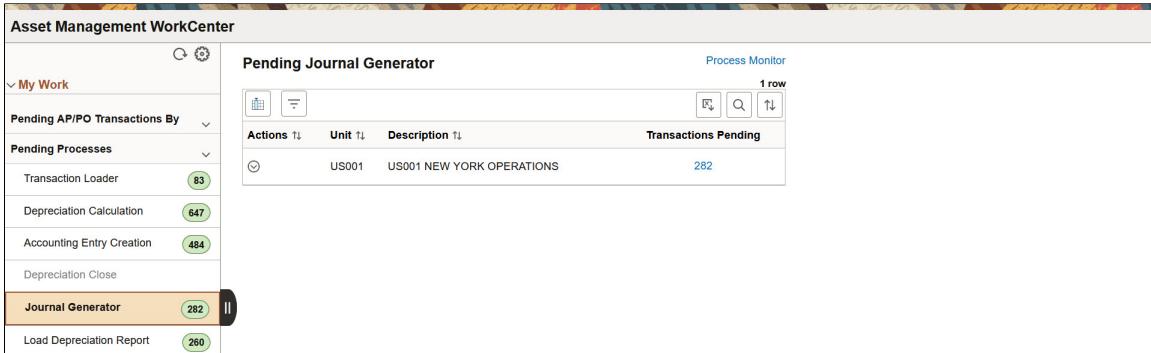 Asset Management WorkCenter
My Work
Pending AP/PO Transactions By
Pending Processes
Transaction Loader 83
Depreciation Calculation 647
Accounting Entry Creation 484
Depreciation Close
Journal Generator 282
Load Depreciation Report 260
Pending Journal Generator Process Monitor
1 row
Actions Unit Description Transactions Pending
US001 US001 NEW YORK OPERATIONS 282